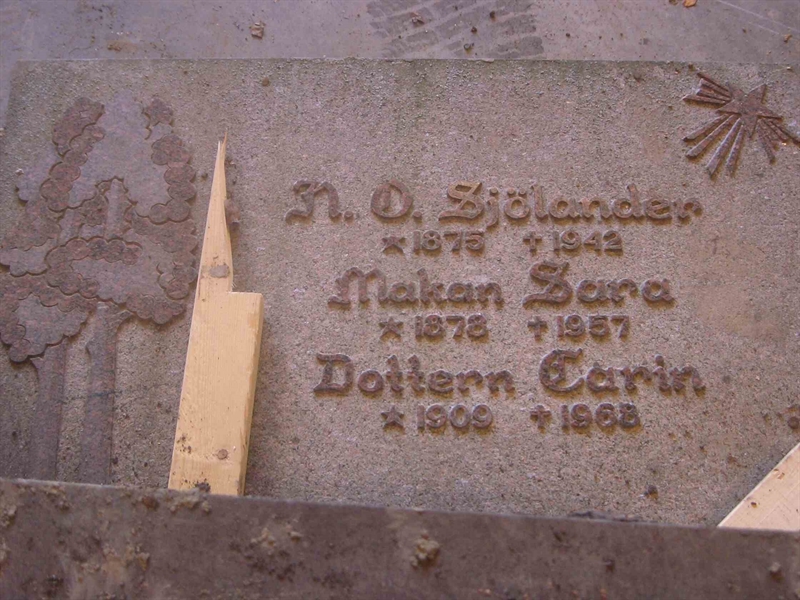 N. O. Sjölander
★ 1875 ✝ 1942
Makan Sara
★ 1878 ✝ 1957
Dottern Carin
★ 1909 ✝ 1968